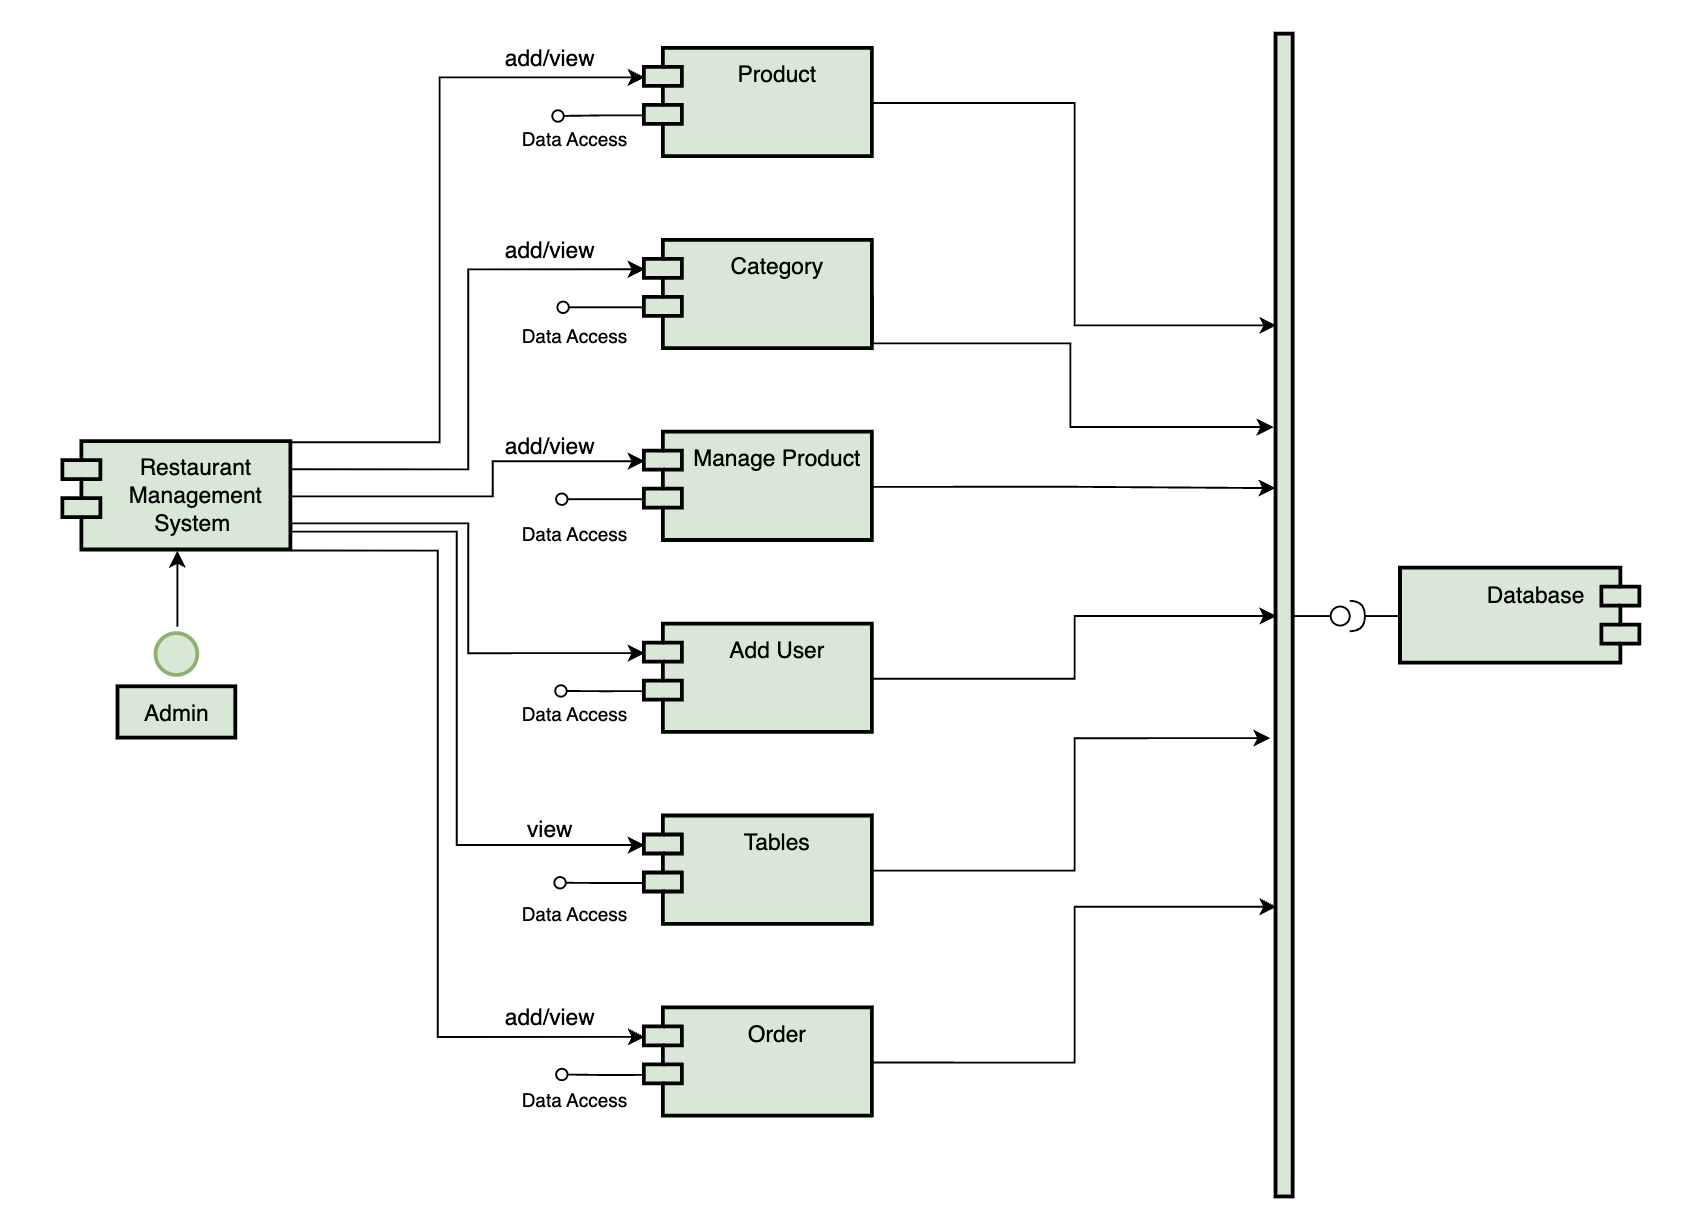 add/view
Product
Data Access
add/view
Category
Data Access
add/view
Manage Product
Data Access
Restaurant
Management
System
Admin
Add User
Data Access
Database
view
Tables
Data Access
add/view
Order
Data Access